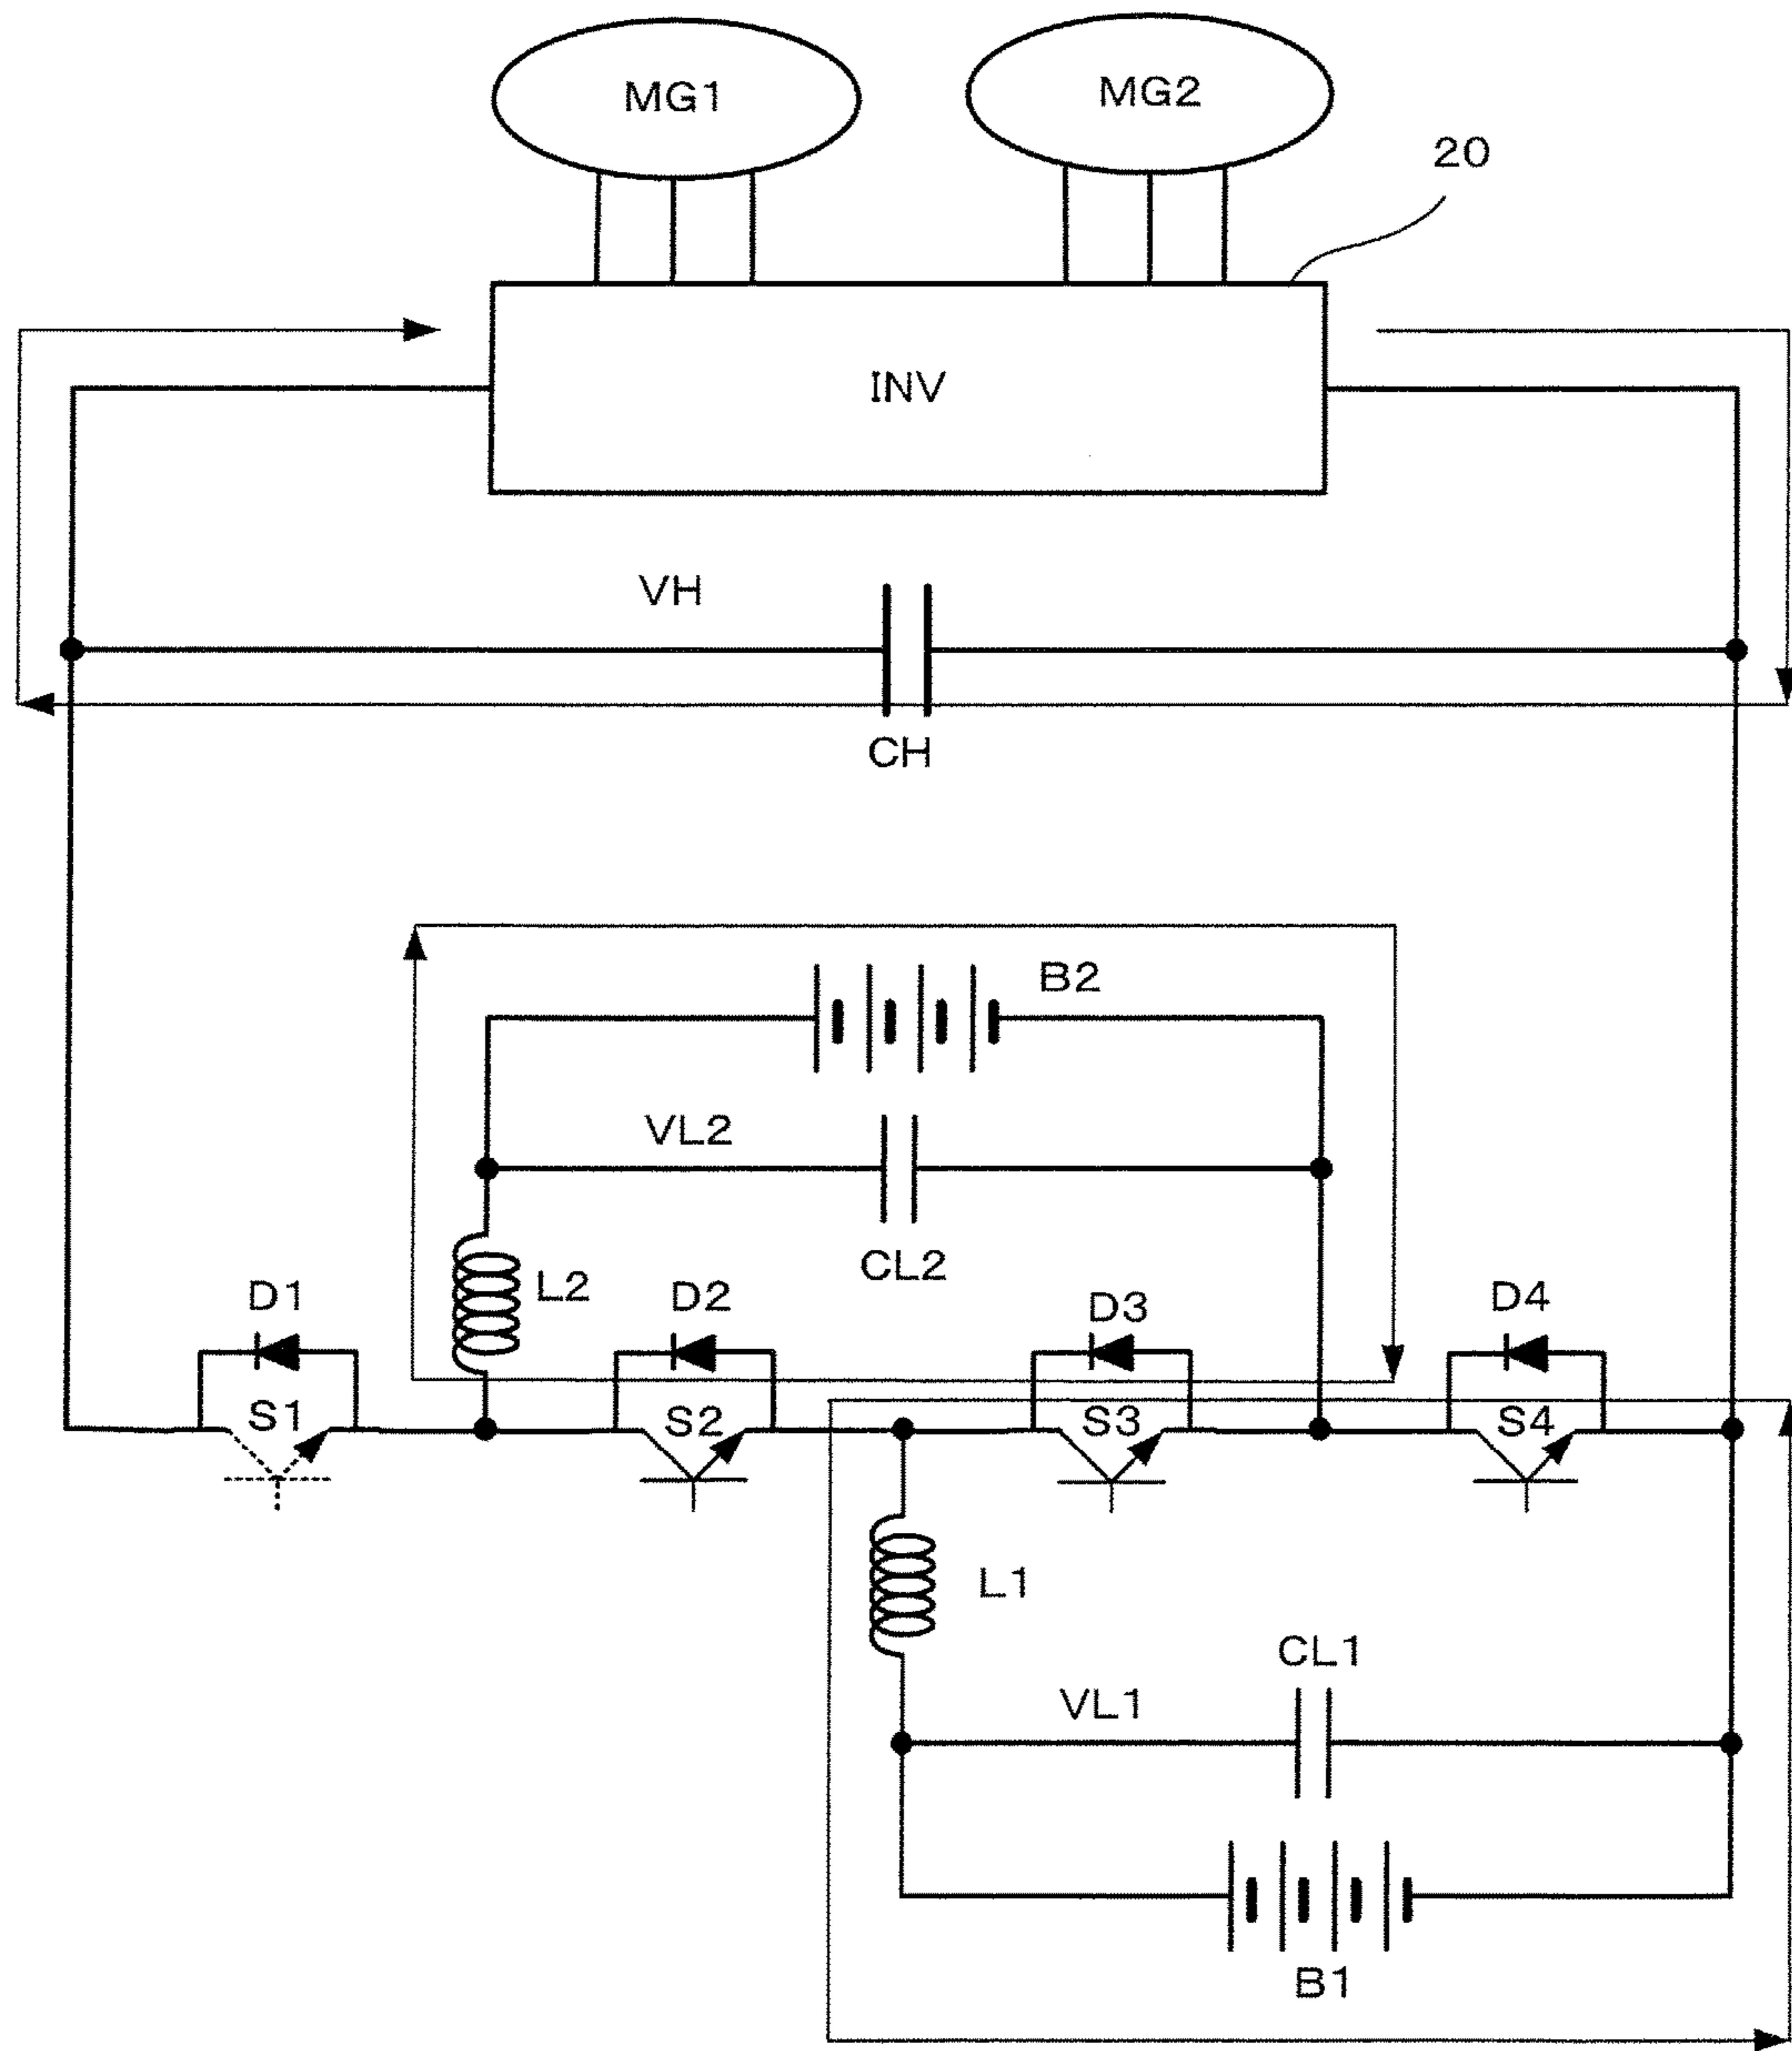 MG1 MG2
20
INV
VH
CH
B2
VL2
CL2
L2
D1 D2 D3 D4
S1 S2 S3 S4
L1
CL1
VL1
B1